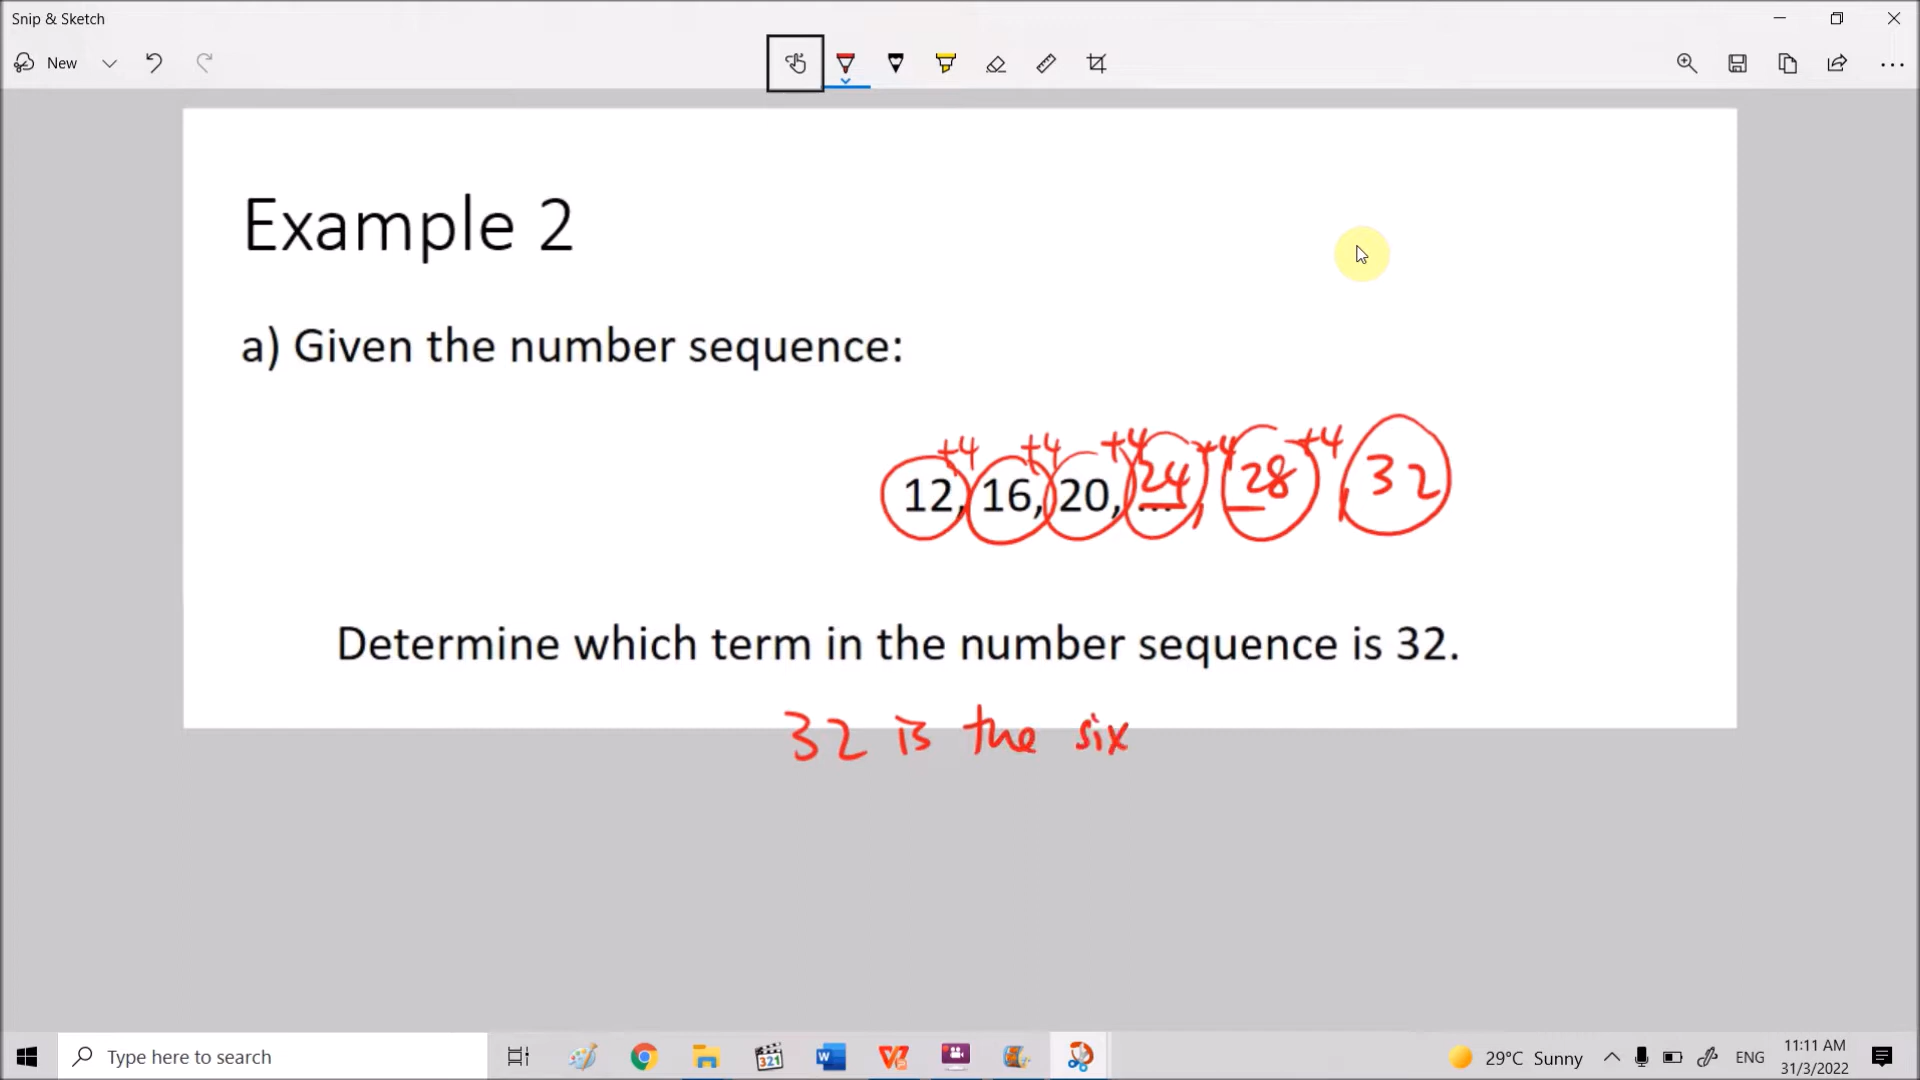 Snip & Sketch
New
Example 2
a) Given the number sequence:
+4 +4 +4 +4 +4
12, 16, 20, ... 24, 28, 32
Determine which term in the number sequence is 32.
32 is the six
Type here to search
321
W
29°C Sunny
ENG
11:11 AM
31/3/2022